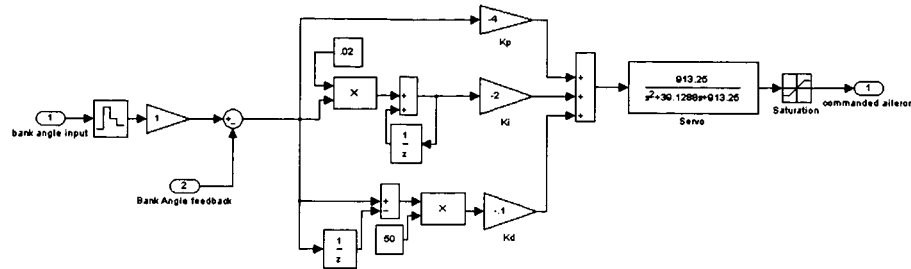 -4
Kp
.02
×
+
+
-2
Ki
1
z
+
+
+
913.25
s²+39.1288s+913.25
Servo
Saturation
1
commanded aileron
1
bank angle input
1
+
−
2
Bank Angle feedback
+
−
×
50
-.1
Kd
1
z